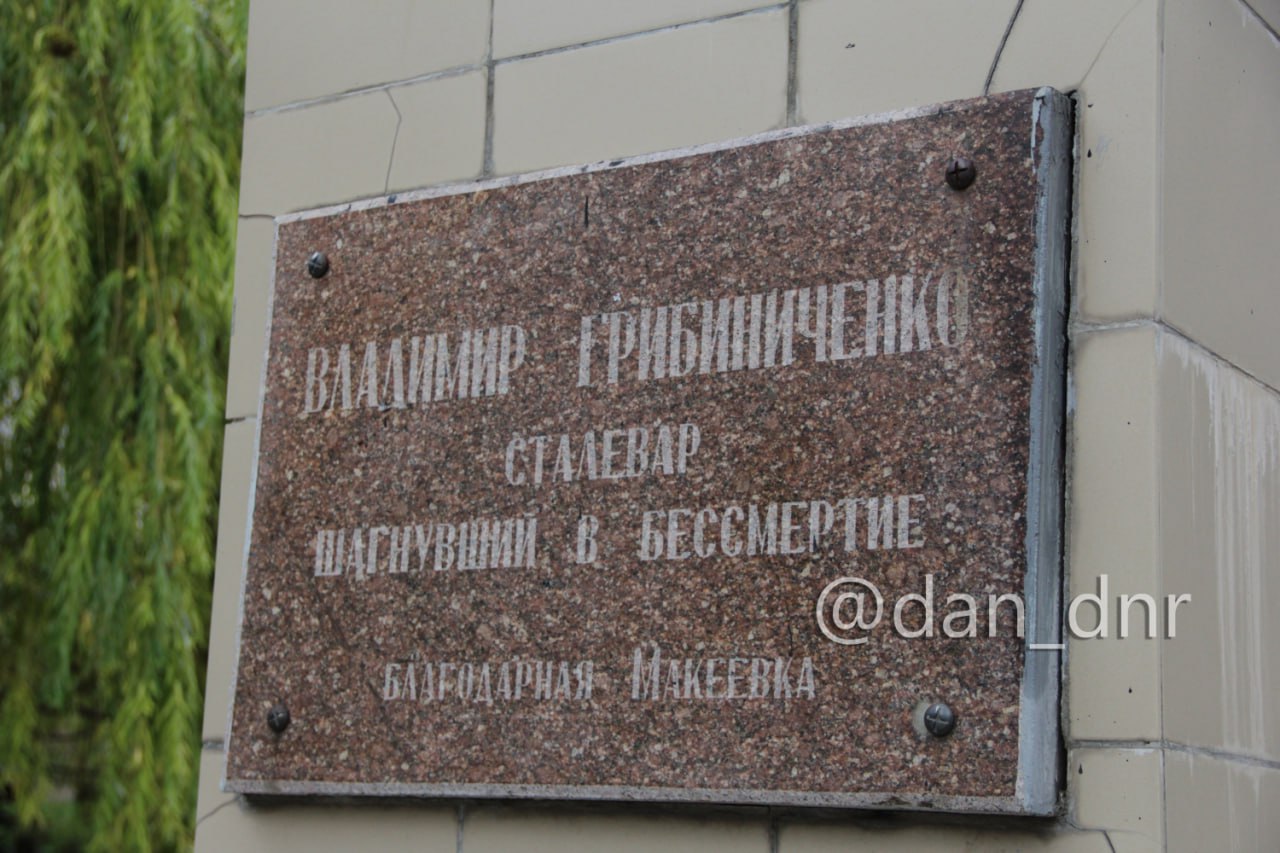 ВЛАДИМИР ГРИБИНИЧЕНКО
СТАЛЕВАР
ШАГНУВШИЙ В БЕССМЕРТИЕ
БЛАГОДАРНАЯ МАКЕЕВКА
@dan_dnr